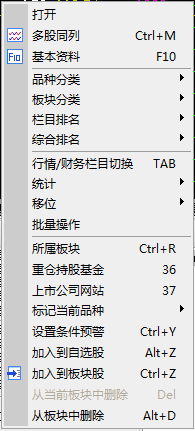 打开
多股同列 Ctrl+M
F10 基本资料 F10
品种分类
板块分类
栏目排名
综合排名
行情/财务栏目切换 TAB
统计
移位
批量操作
所属板块 Ctrl+R
重仓持股基金 36
上市公司网站 37
标记当前品种
设置条件预警 Ctrl+Y
加入到自选股 Alt+Z
加入到板块股 Ctrl+Z
从当前板块中删除 Del
从板块中删除 Alt+D